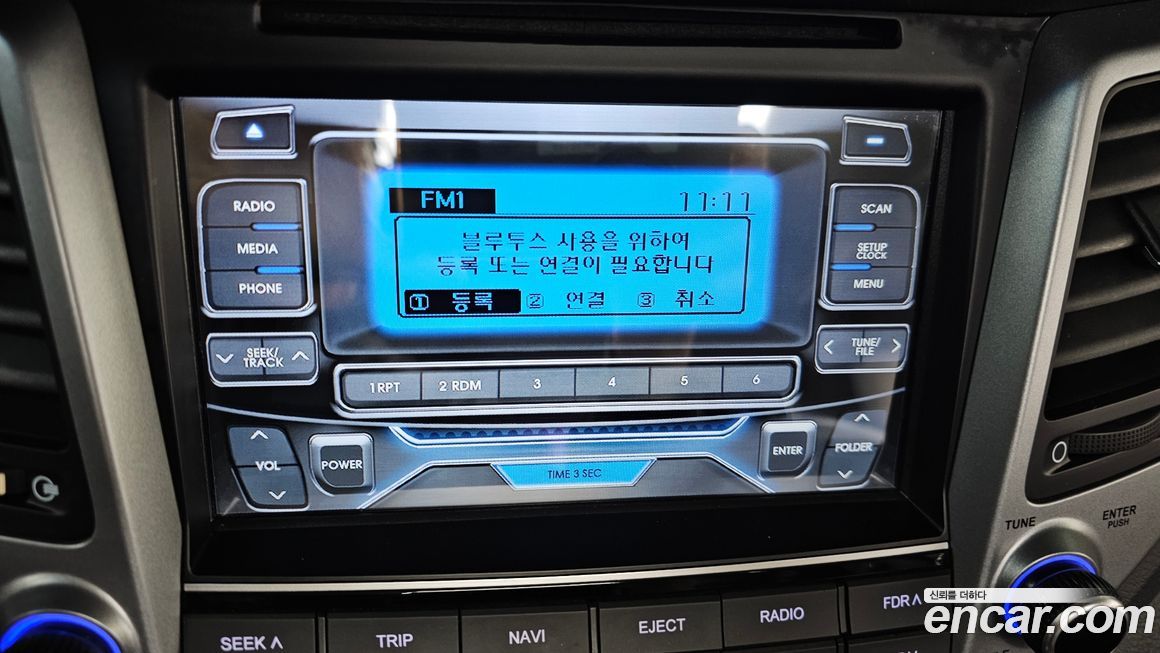 FM1 11:11
블루투스 사용을 위하여
등록 또는 연결이 필요합니다
1 등록 2 연결 3 취소
RADIO
MEDIA
PHONE
SCAN
SETUP
CLOCK
MENU
SEEK/
TRACK
TUNE/
FILE
1 RPT 2 RDM 3 4 5 6
VOL
POWER
TIME 3 SEC
ENTER
FOLDER
TUNE
ENTER
PUSH
SEEK ∧ TRIP NAVI EJECT RADIO FDR ∧
신뢰를 더하다
encar.com